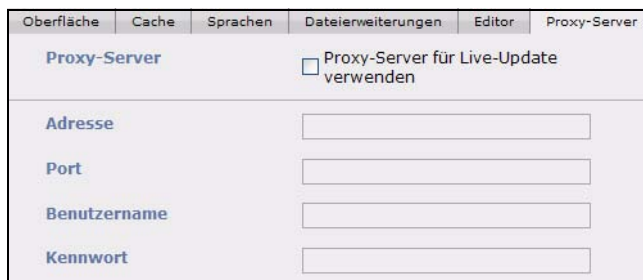 Oberfläche Cache Sprachen Dateierweiterungen Editor Proxy-Server
Proxy-Server
Proxy-Server für Live-Update
verwenden
Adresse
Port
Benutzername
Kennwort